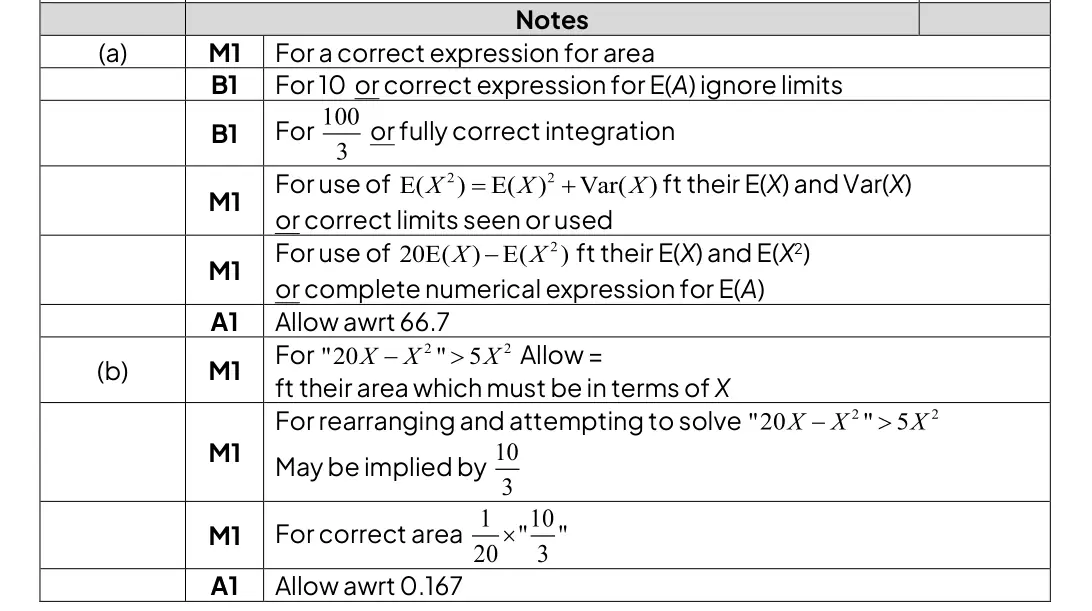 Notes
(a) M1 For a correct expression for area
B1 For 10 or correct expression for E(A) ignore limits
B1 For 100/3 or fully correct integration
M1 For use of E(X²) = E(X)² + Var(X) ft their E(X) and Var(X)
or correct limits seen or used
M1 For use of 20E(X) − E(X²) ft their E(X) and E(X²)
or complete numerical expression for E(A)
A1 Allow awrt 66.7
(b) M1 For "20X − X²" > 5X² Allow =
ft their area which must be in terms of X
M1 For rearranging and attempting to solve "20X − X²" > 5X²
May be implied by 10/3
M1 For correct area 1/20 × "10/3"
A1 Allow awrt 0.167